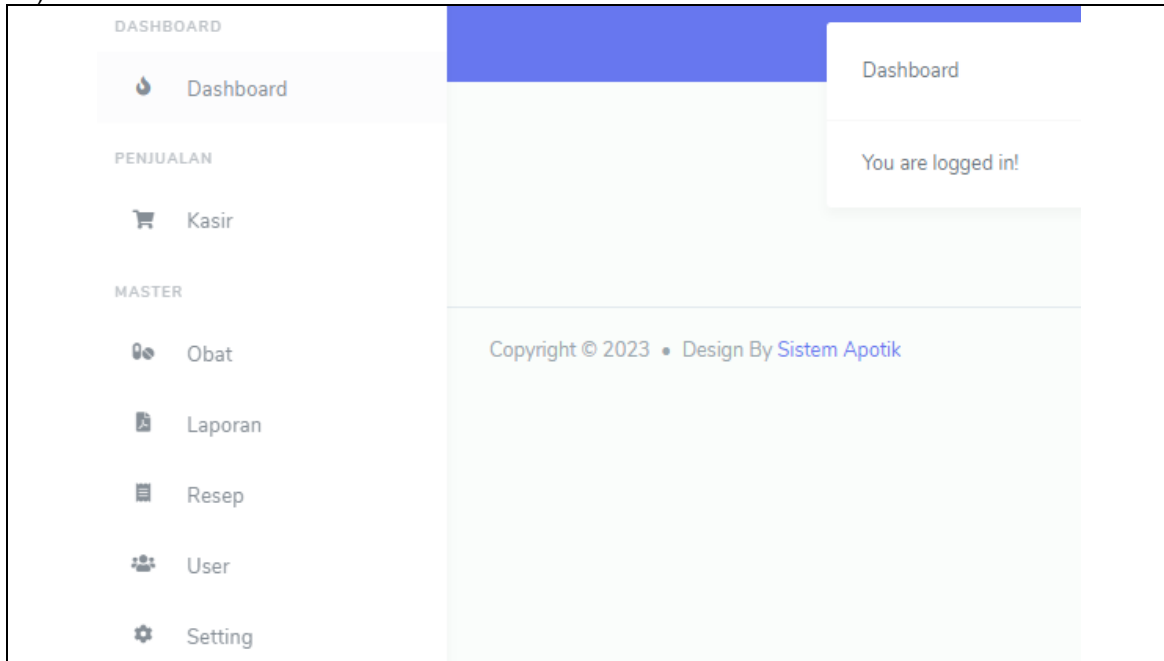 DASHBOARD
Dashboard
PENJUALAN
Kasir
MASTER
Obat
Laporan
Resep
User
Setting
Dashboard
You are logged in!
Copyright © 2023 • Design By Sistem Apotik